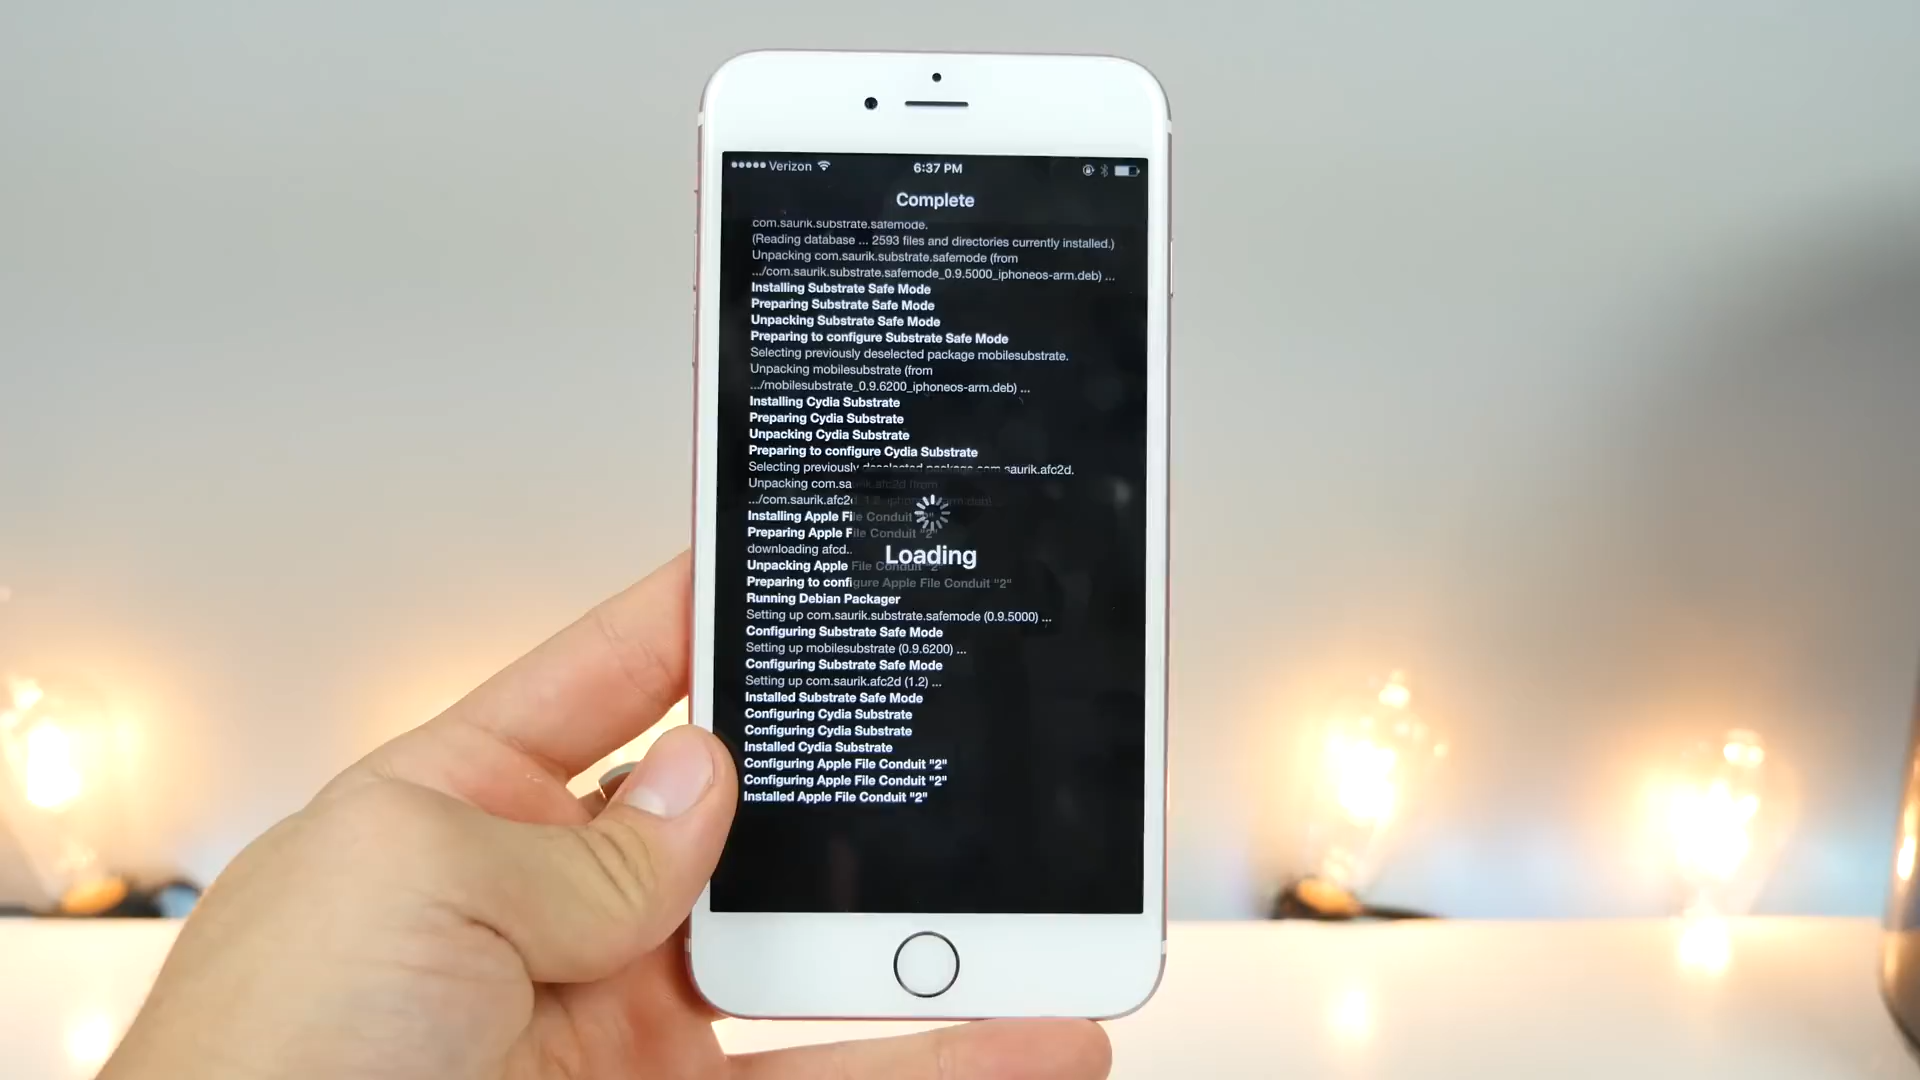 Verizon
6:37 PM
Complete
com.saurik.substrate.safemode.
(Reading database ... 2593 files and directories currently installed.)
Unpacking com.saurik.substrate.safemode (from
.../com.saurik.substrate.safemode_0.9.5000_iphoneos-arm.deb) ...
Installing Substrate Safe Mode
Preparing Substrate Safe Mode
Unpacking Substrate Safe Mode
Preparing to configure Substrate Safe Mode
Selecting previously deselected package mobilesubstrate.
Unpacking mobilesubstrate (from
.../mobilesubstrate_0.9.6200_iphoneos-arm.deb) ...
Installing Cydia Substrate
Preparing Cydia Substrate
Unpacking Cydia Substrate
Preparing to configure Cydia Substrate
Selecting previously deselected package com.saurik.afc2d.
Unpacking com.saurik.afc2d (from
.../com.saurik.afc2d_1.2_iphoneos-arm.deb) ...
Installing Apple File Conduit "2"
Preparing Apple File Conduit "2"
downloading afcd..
Loading
Unpacking Apple File Conduit "2"
Preparing to configure Apple File Conduit "2"
Running Debian Packager
Setting up com.saurik.substrate.safemode (0.9.5000) ...
Configuring Substrate Safe Mode
Setting up mobilesubstrate (0.9.6200) ...
Configuring Substrate Safe Mode
Setting up com.saurik.afc2d (1.2) ...
Installed Substrate Safe Mode
Configuring Cydia Substrate
Configuring Cydia Substrate
Installed Cydia Substrate
Configuring Apple File Conduit "2"
Configuring Apple File Conduit "2"
Installed Apple File Conduit "2"